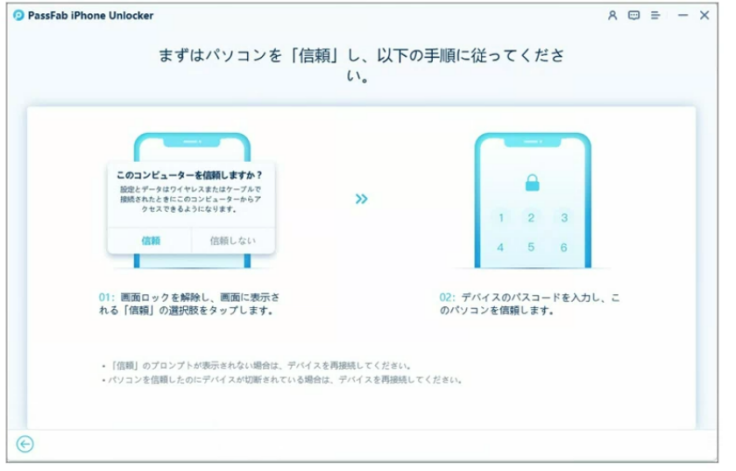 PassFab iPhone Unlocker
まずはパソコンを「信頼」し、以下の手順に従ってくださ
い。
このコンピューターを信頼しますか？
設定とデータはワイヤレスまたはケーブルで
接続されたときにこのコンピューターからア
クセスできるようになります。
信頼 信頼しない
1 2 3
4 5 6
01: 画面ロックを解除し、画面に表示さ
れる「信頼」の選択肢をタップします。
02: デバイスのパスコードを入力し、こ
のパソコンを信頼します。
・「信頼」のプロンプトが表示されない場合は、デバイスを再接続してください。
・パソコンを信頼したのにデバイスが切断されている場合は、デバイスを再接続してください。